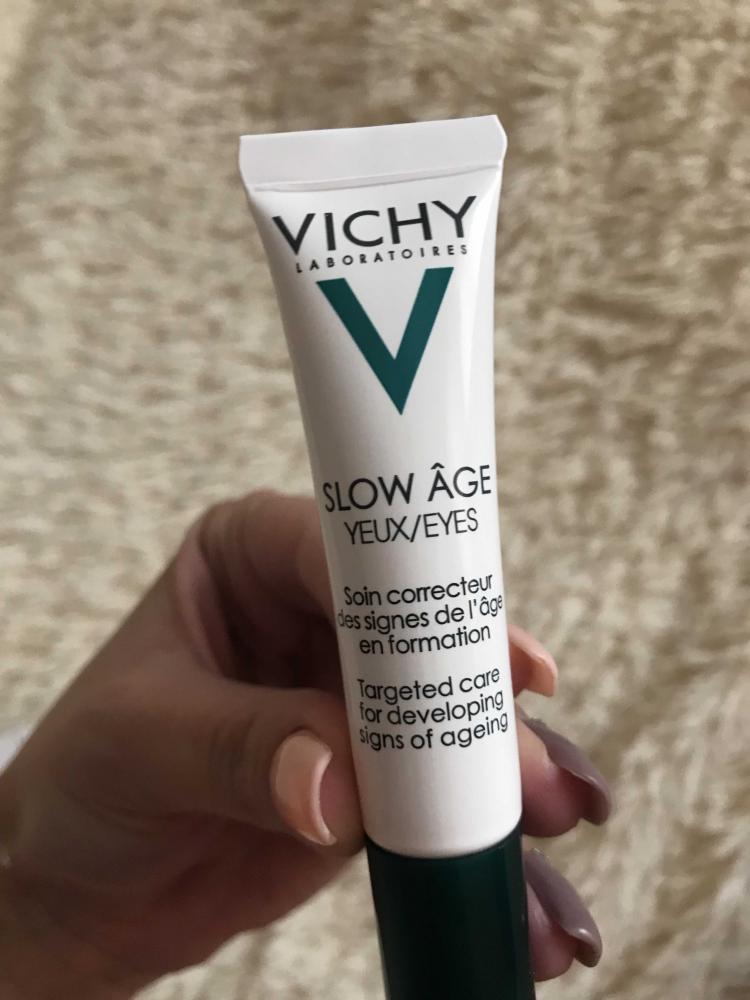 VICHY
LABORATOIRES
V
SLOW ÂGE
YEUX/EYES
Soin correcteur
des signes de l'âge
en formation
Targeted care
for developing
signs of ageing